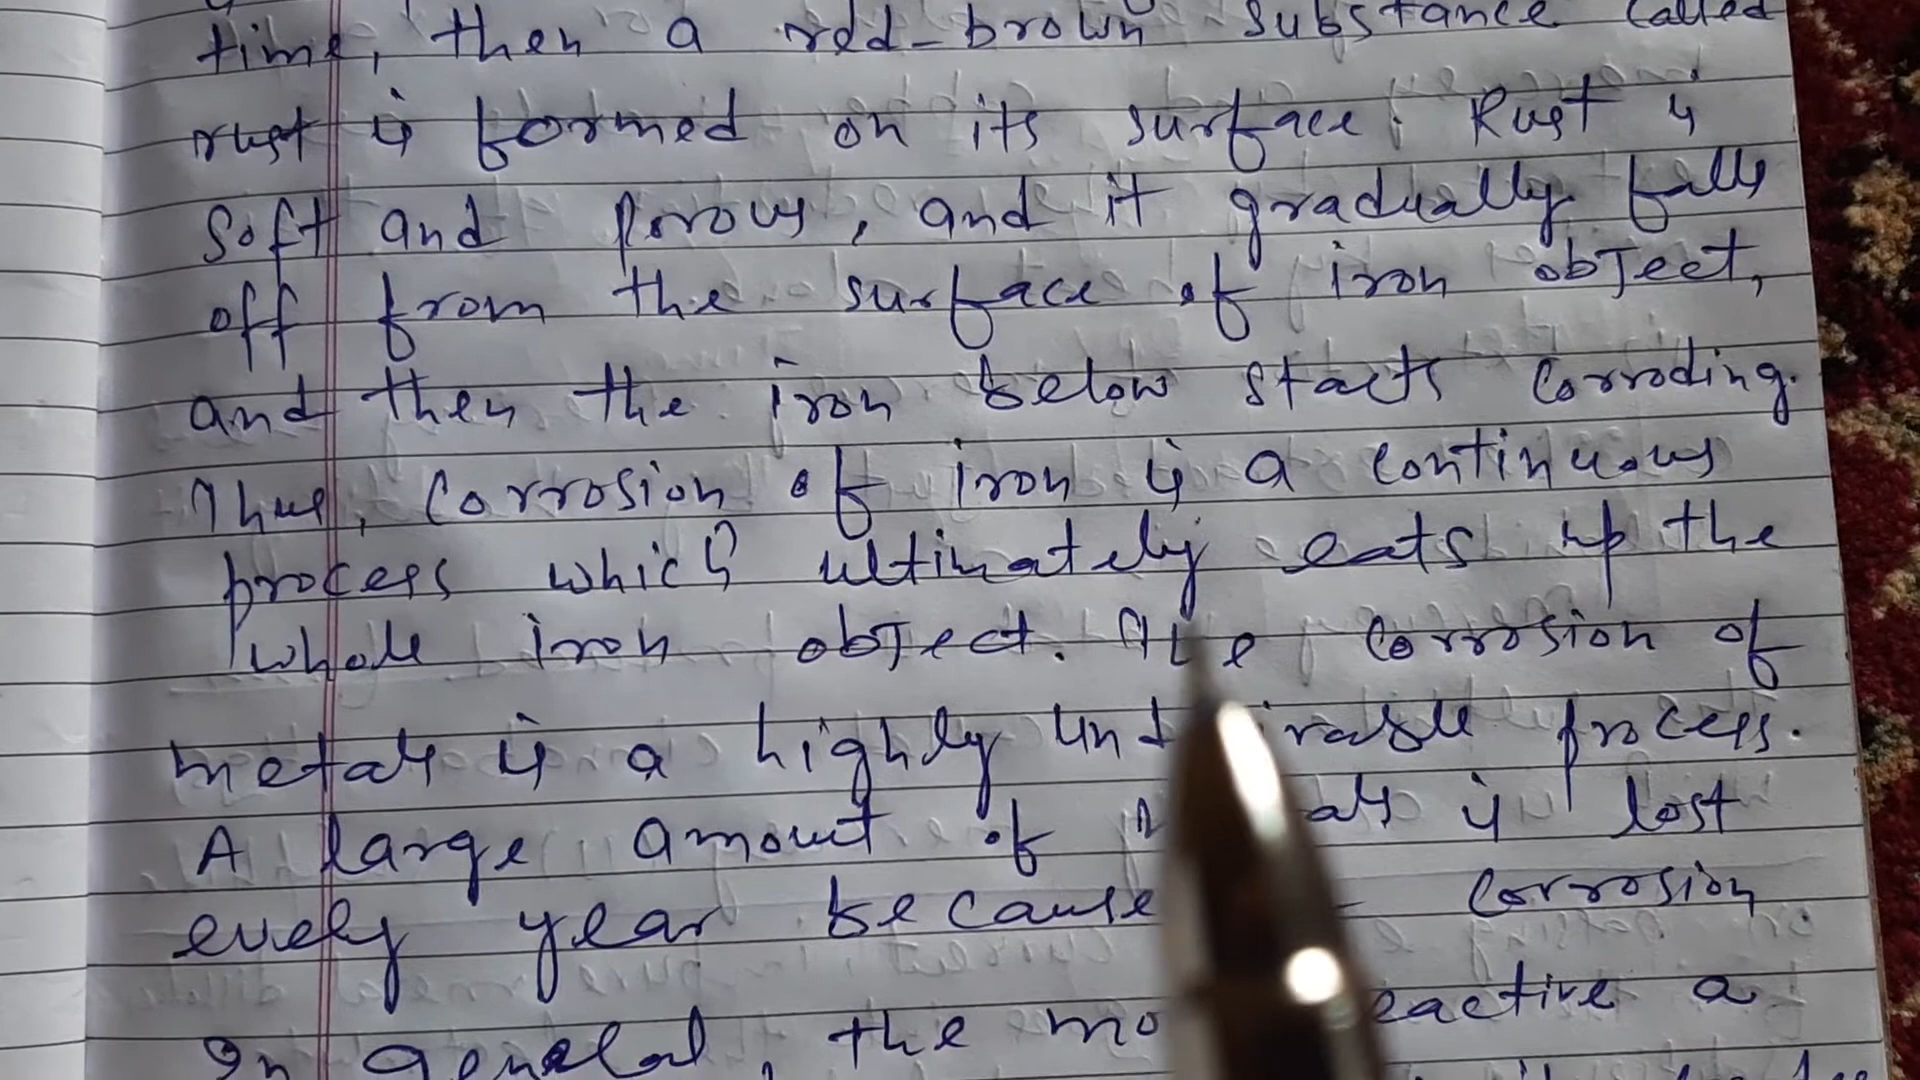 time, then a red-brown substance called
rust is formed on its surface. Rust is
soft and porous, and it gradually falls
off from the surface of iron object,
and then the iron below starts corroding.
Thus, corrosion of iron is a continuous
process which ultimately eats up the
whole iron object. The corrosion of
metals is a highly process.
A large amount of is lost
every year because corrosion.
In general, the a